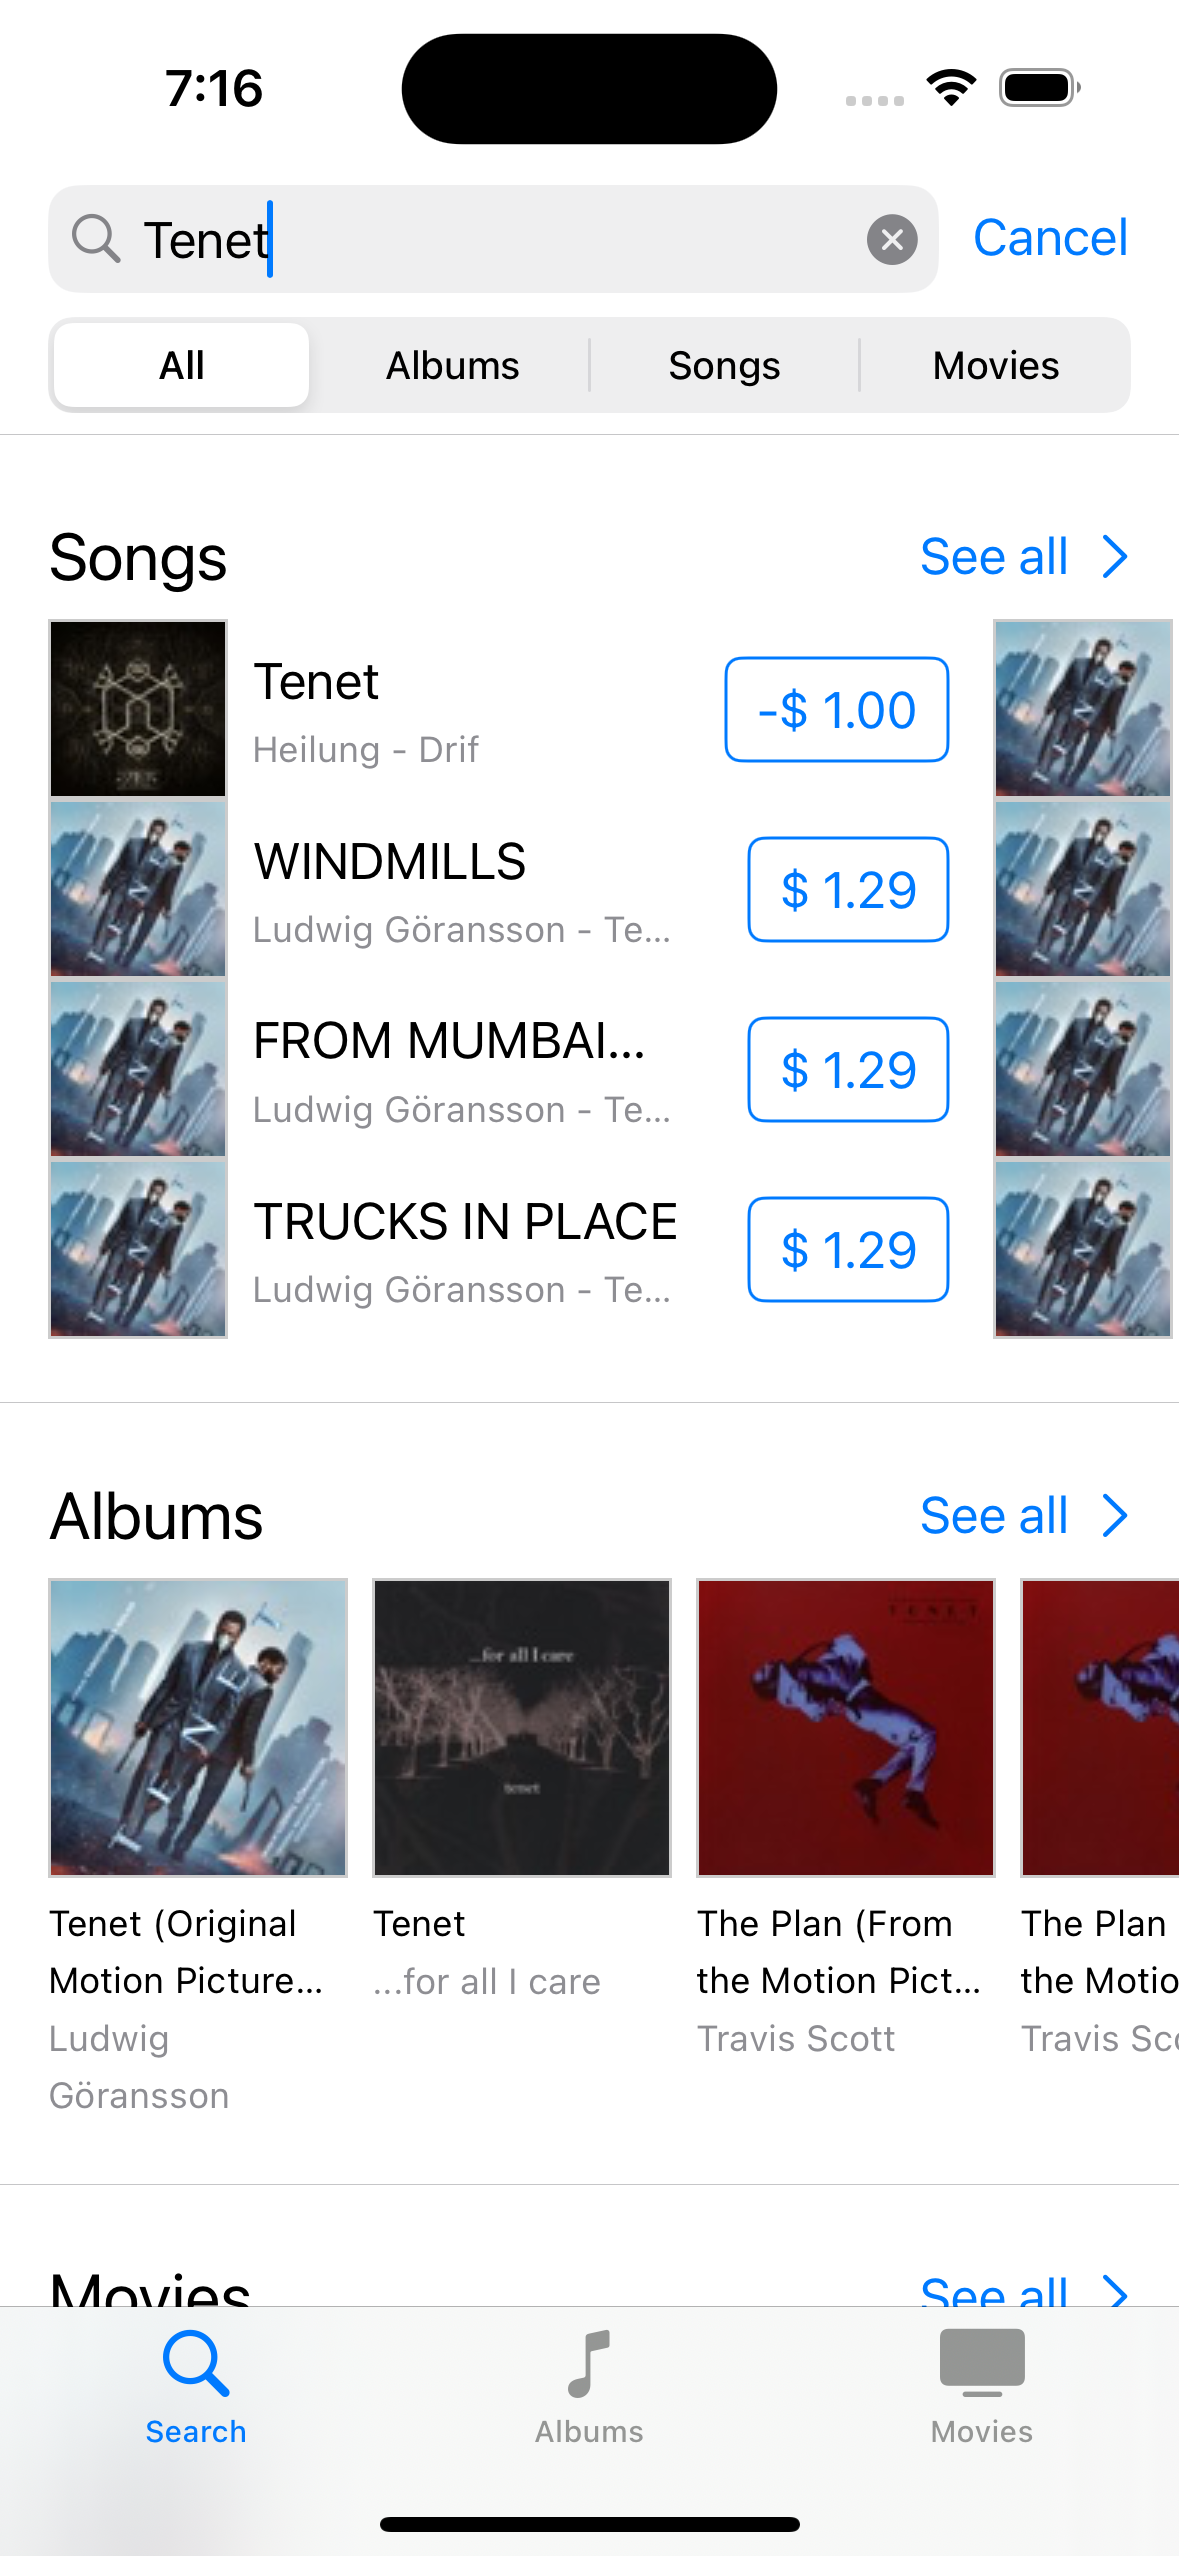 7:16
Tenet
Cancel
All
Albums
Songs
Movies
Songs
See all
Tenet
-$ 1.00
Heilung - Drif
WINDMILLS
$ 1.29
Ludwig Göransson - Te...
FROM MUMBAI...
$ 1.29
Ludwig Göransson - Te...
TRUCKS IN PLACE
$ 1.29
Ludwig Göransson - Te...
Albums
See all
TENET
...for all I care
tenet
TENET
Tenet (Original
Motion Picture...
Ludwig
Göransson
Tenet
...for all I care
The Plan (From
the Motion Pict...
Travis Scott
The Plan
the Motio
Travis Sco
Movies
See all
Search
Albums
Movies